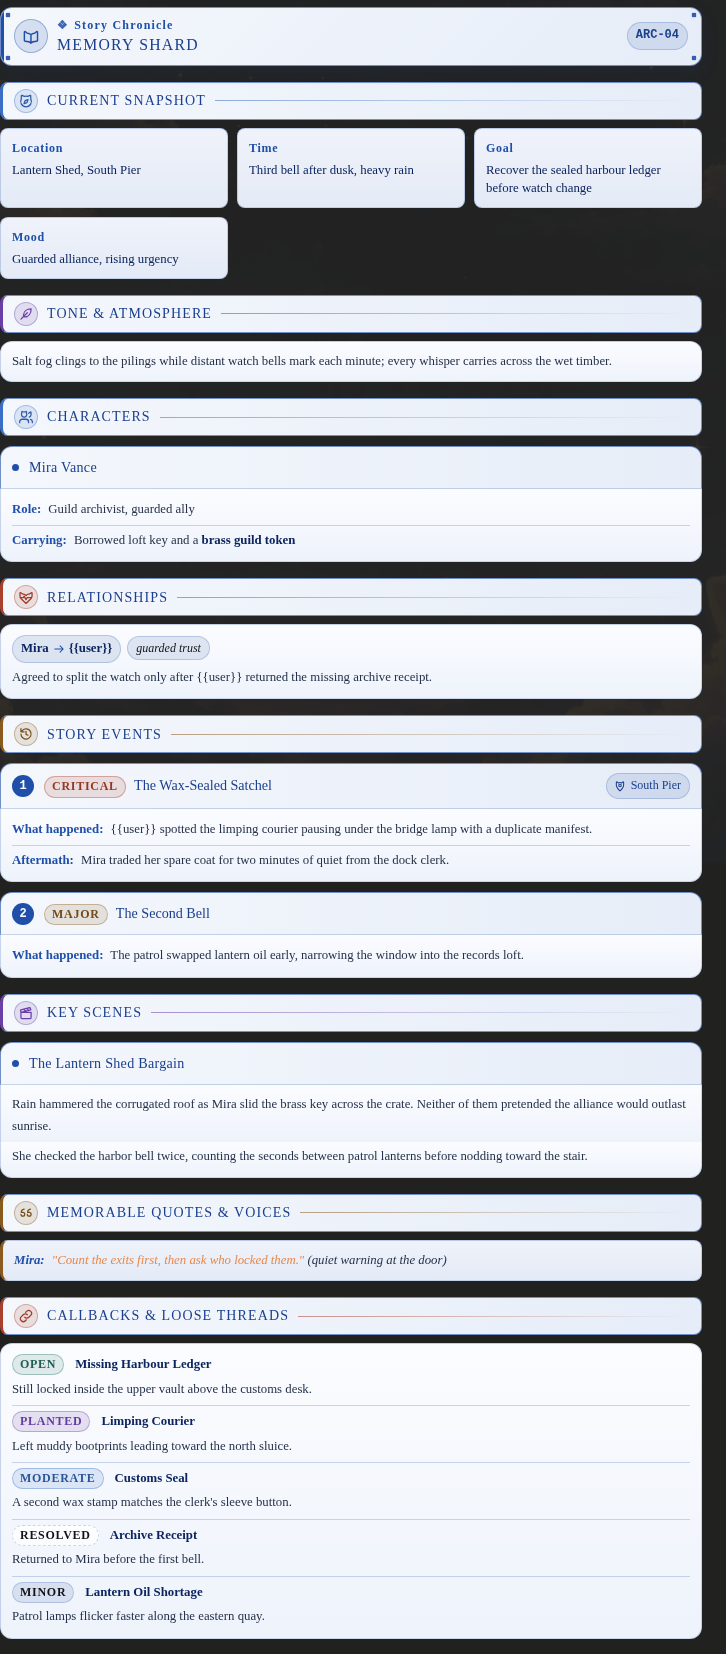 ❖ Story Chronicle
MEMORY SHARD
ARC-04
CURRENT SNAPSHOT
Location
Lantern Shed, South Pier
Time
Third bell after dusk, heavy rain
Goal
Recover the sealed harbour ledger
before watch change
Mood
Guarded alliance, rising urgency
TONE & ATMOSPHERE
Salt fog clings to the pilings while distant watch bells mark each minute; every whisper carries across the wet timber.
CHARACTERS
Mira Vance
Role: Guild archivist, guarded ally
Carrying: Borrowed loft key and a brass guild token
RELATIONSHIPS
Mira → {{user}} guarded trust
Agreed to split the watch only after {{user}} returned the missing archive receipt.
STORY EVENTS
1 CRITICAL The Wax-Sealed Satchel South Pier
What happened: {{user}} spotted the limping courier pausing under the bridge lamp with a duplicate manifest.
Aftermath: Mira traded her spare coat for two minutes of quiet from the dock clerk.
2 MAJOR The Second Bell
What happened: The patrol swapped lantern oil early, narrowing the window into the records loft.
KEY SCENES
The Lantern Shed Bargain
Rain hammered the corrugated roof as Mira slid the brass key across the crate. Neither of them pretended the alliance would outlast
sunrise.
She checked the harbor bell twice, counting the seconds between patrol lanterns before nodding toward the stair.
MEMORABLE QUOTES & VOICES
Mira: "Count the exits first, then ask who locked them." (quiet warning at the door)
CALLBACKS & LOOSE THREADS
OPEN Missing Harbour Ledger
Still locked inside the upper vault above the customs desk.
PLANTED Limping Courier
Left muddy bootprints leading toward the north sluice.
MODERATE Customs Seal
A second wax stamp matches the clerk's sleeve button.
RESOLVED Archive Receipt
Returned to Mira before the first bell.
MINOR Lantern Oil Shortage
Patrol lamps flicker faster along the eastern quay.